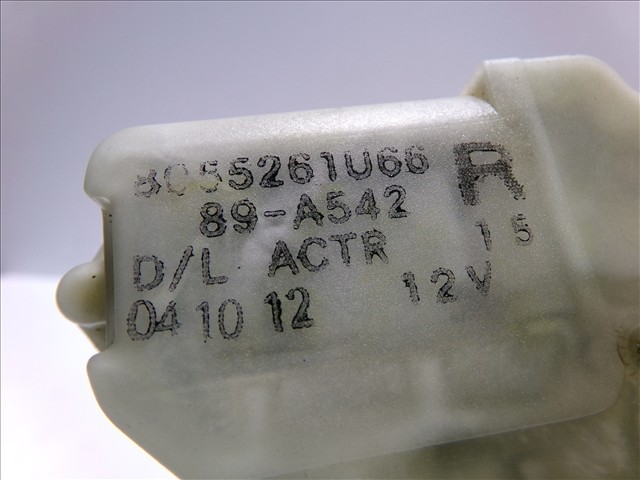 8C55261U66 R
89-A542
D/L ACTR 15
041012 12V